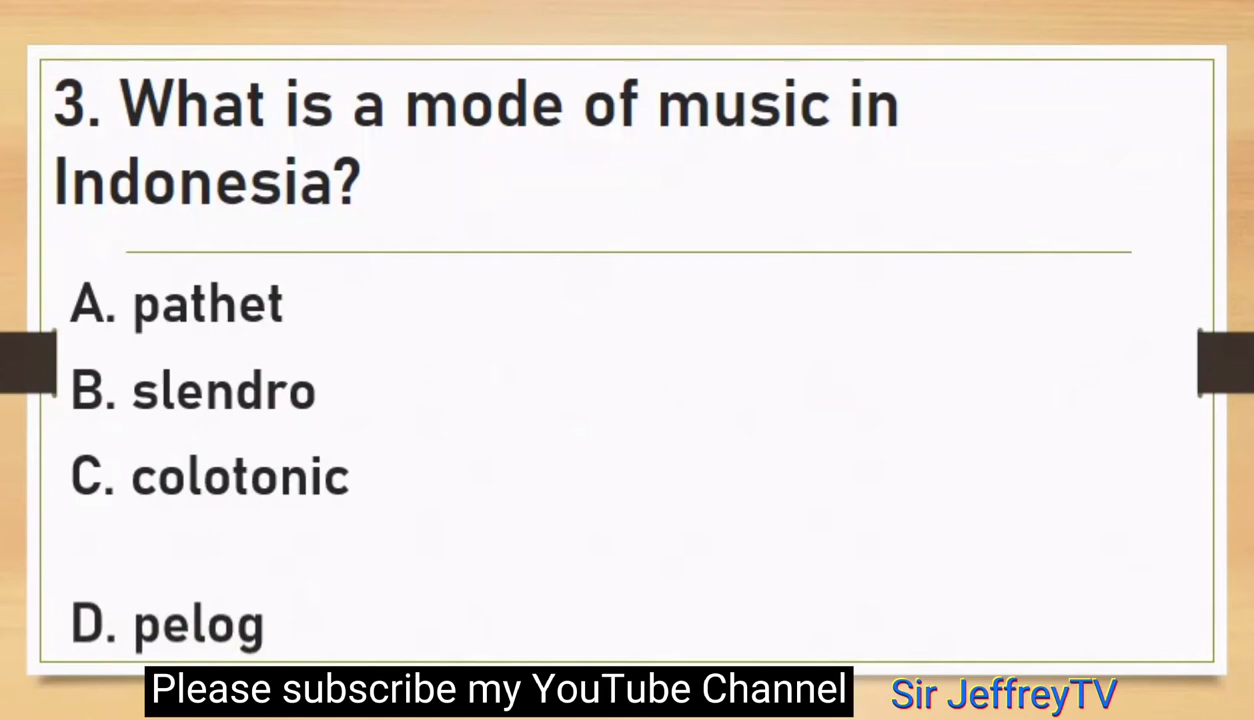 3. What is a mode of music in
Indonesia?
A. pathet
B. slendro
C. colotonic
D. pelog
Please subscribe my YouTube Channel
Sir JeffreyTV